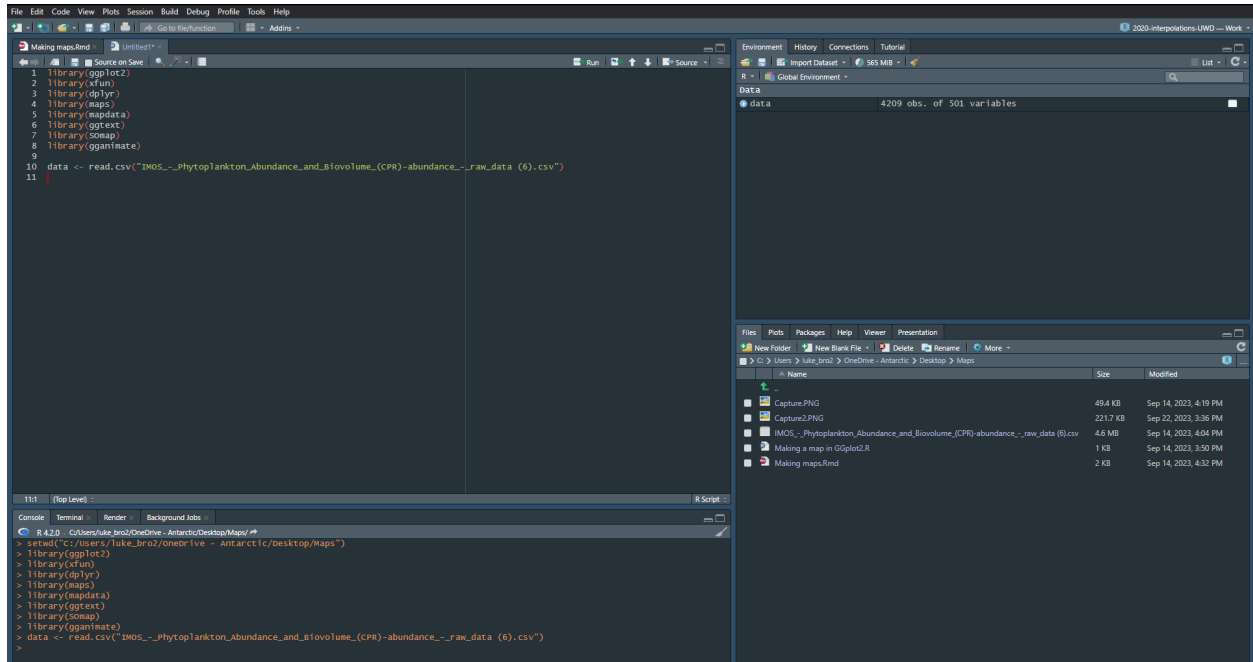 File Edit Code View Plots Session Build Debug Profile Tools Help
Go to file/function Addins
2020-interpolations-UWD — Work
Making maps.Rmd Untitled1*
Source on Save Run Source
1 library(ggplot2)
2 library(xfun)
3 library(dplyr)
4 library(maps)
5 library(mapdata)
6 library(ggtext)
7 library(SOmap)
8 library(gganimate)
9
10 data <- read.csv("IMOS_-_Phytoplankton_Abundance_and_Biovolume_(CPR)-abundance_-_raw_data (6).csv")
11
11:1 (Top Level) R Script
Console Terminal Render Background Jobs
R 4.2.0 · C:/Users/luke_bro2/OneDrive - Antarctic/Desktop/Maps/
> setwd("C:/Users/luke_bro2/OneDrive - Antarctic/Desktop/Maps")
> library(ggplot2)
> library(xfun)
> library(dplyr)
> library(maps)
> library(mapdata)
> library(ggtext)
> library(SOmap)
> library(gganimate)
> data <- read.csv("IMOS_-_Phytoplankton_Abundance_and_Biovolume_(CPR)-abundance_-_raw_data (6).csv")
>
Environment History Connections Tutorial
Import Dataset 565 MiB List
R Global Environment
Data
data 4209 obs. of 501 variables
Files Plots Packages Help Viewer Presentation
New Folder New Blank File Delete Rename More
C: > Users > luke_bro2 > OneDrive - Antarctic > Desktop > Maps
Name Size Modified
..
Capture.PNG 49.4 KB Sep 14, 2023, 4:19 PM
Capture2.PNG 221.7 KB Sep 22, 2023, 3:36 PM
IMOS_-_Phytoplankton_Abundance_and_Biovolume_(CPR)-abundance_-_raw_data (6).csv 4.6 MB Sep 14, 2023, 4:04 PM
Making a map in GGplot2.R 1 KB Sep 14, 2023, 3:50 PM
Making maps.Rmd 2 KB Sep 14, 2023, 4:32 PM